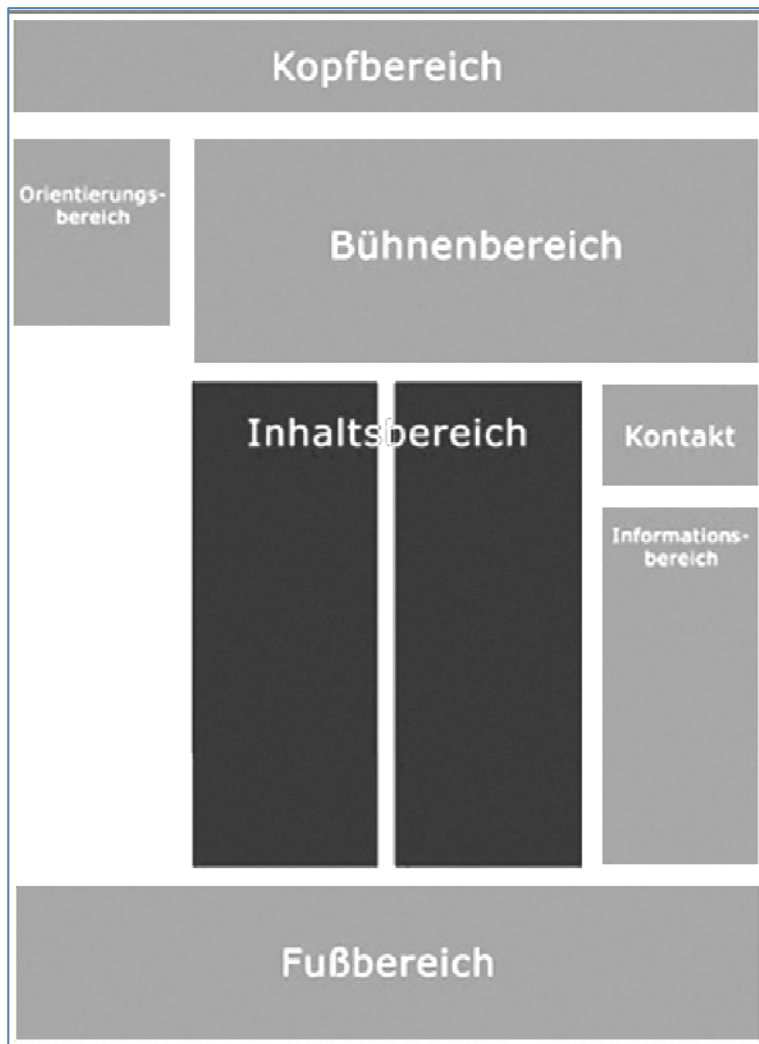 Kopfbereich
Orientierungs-
bereich
Bühnenbereich
Inhaltsbereich
Kontakt
Informations-
bereich
Fußbereich